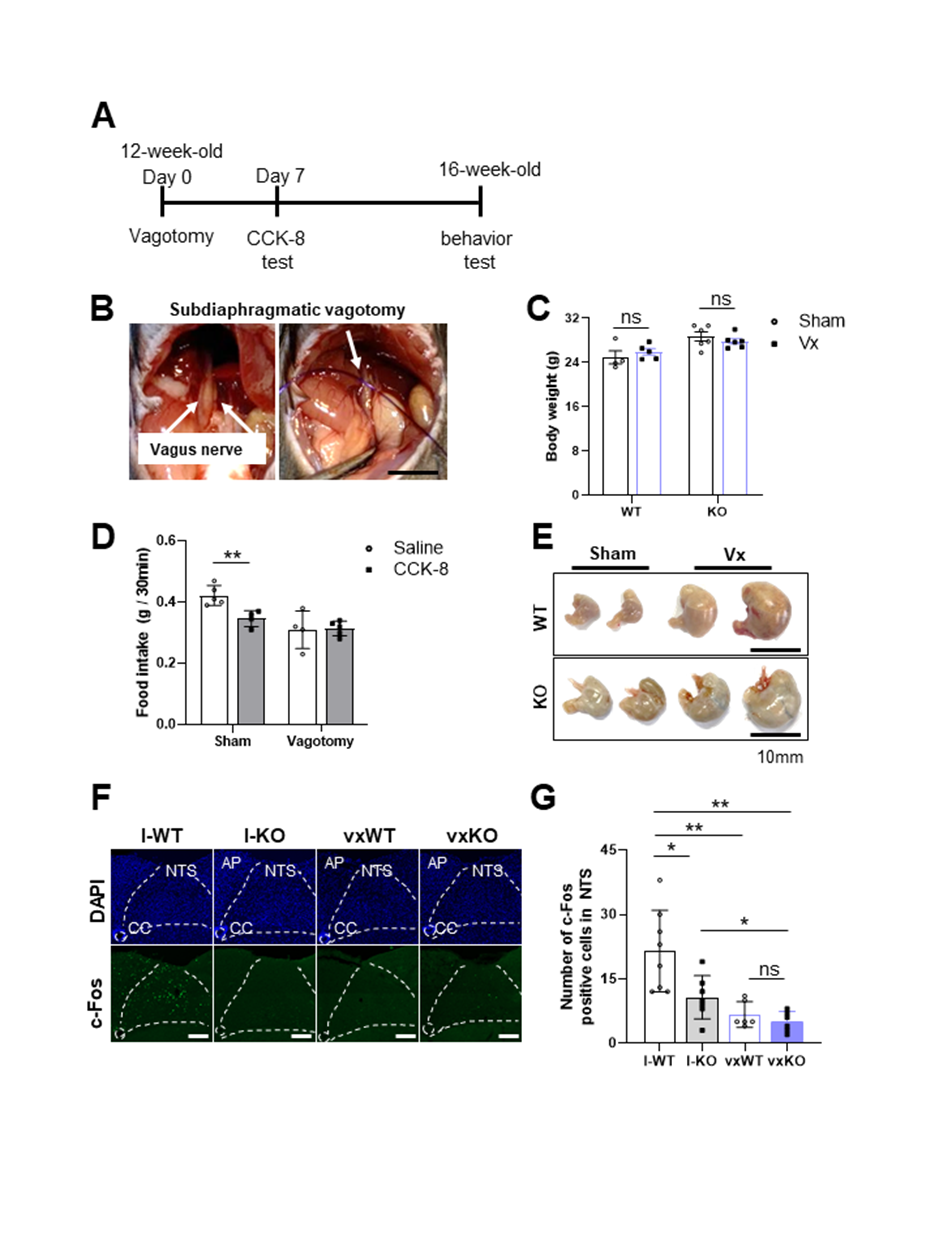 A
12-week-old
Day 0
Day 7
16-week-old
Vagotomy
CCK-8
test
behavior
test
B
Subdiaphragmatic vagotomy
Vagus nerve
C
ns
ns
Sham
Vx
Body weight (g)
32
24
16
8
0
WT
KO
D
Food intake (g / 30min)
0.6
0.4
0.2
0.0
**
Saline
CCK-8
Sham
Vagotomy
E
Sham
Vx
WT
KO
10mm
F
I-WT
I-KO
vxWT
vxKO
DAPI
NTS
CC
AP
NTS
CC
AP
NTS
CC
AP
NTS
CC
c-Fos
G
**
**
*
*
ns
Number of c-Fos
positive cells in NTS
45
30
15
0
I-WT
I-KO
vxWT
vxKO